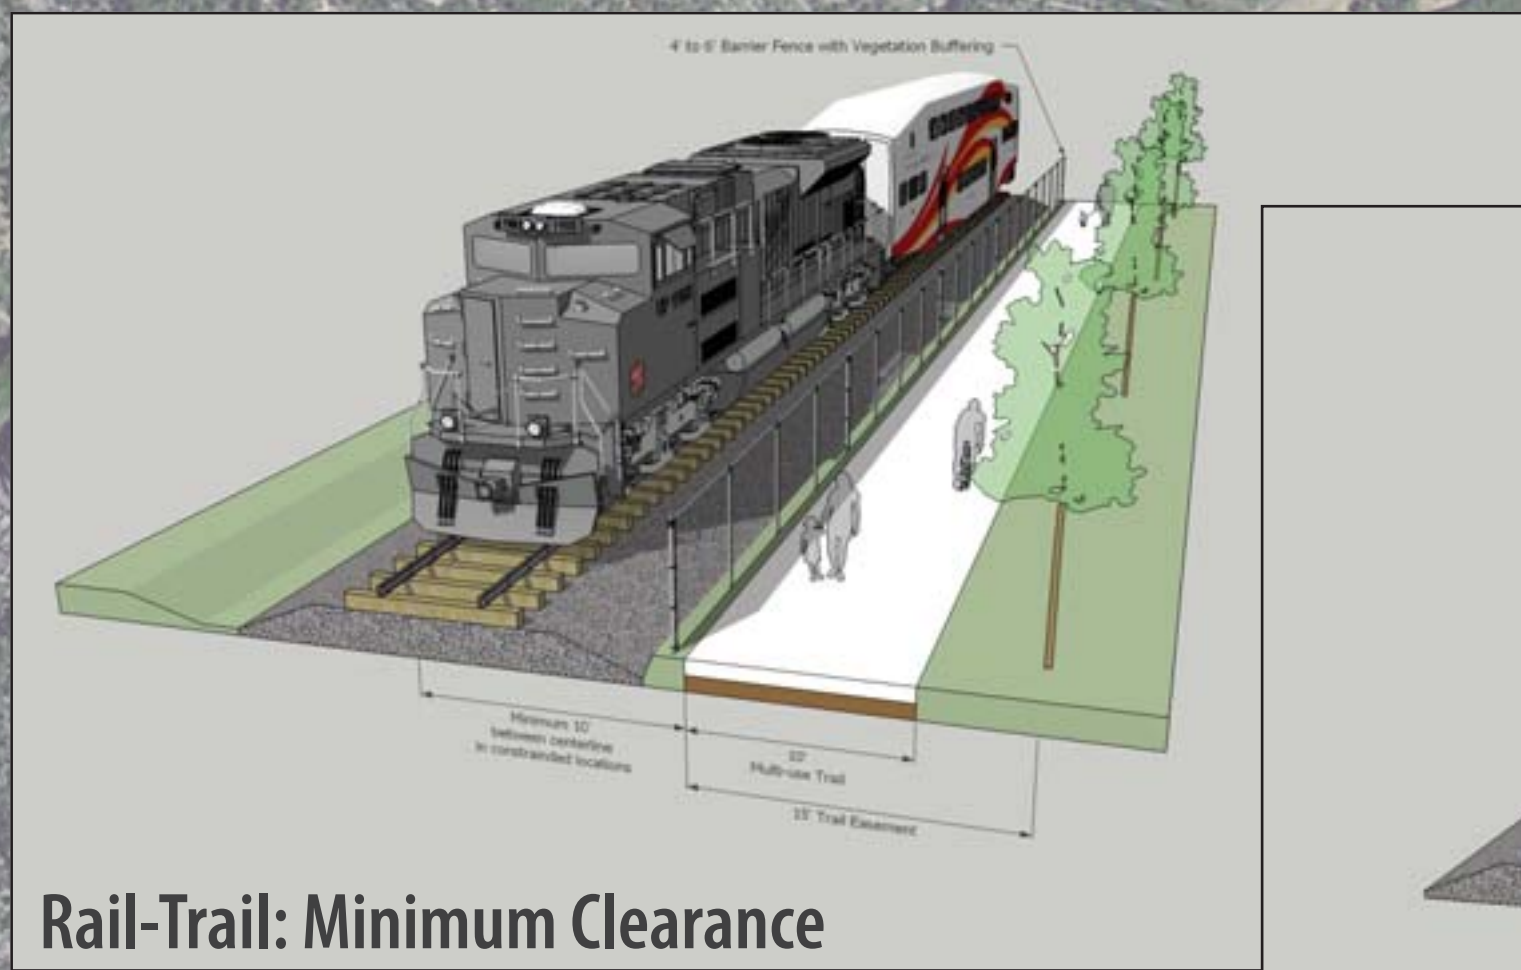 4' to 6' Barrier Fence with Vegetation Buffering
Minimum 10'
between centerline
in constrainded locations
10'
Multi-use Trail
15' Trail Easement
Rail-Trail: Minimum Clearance